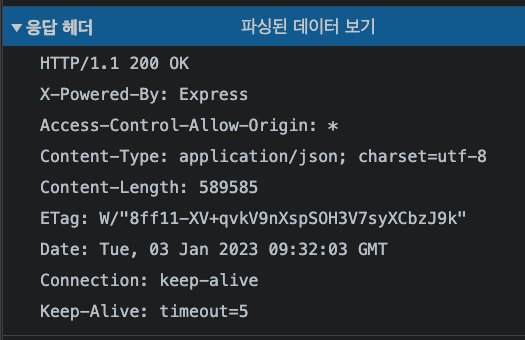 ▼ 응답 헤더 파싱된 데이터 보기
HTTP/1.1 200 OK
X-Powered-By: Express
Access-Control-Allow-Origin: *
Content-Type: application/json; charset=utf-8
Content-Length: 589585
ETag: W/"8ff11-XV+qvkV9nXspSOH3V7syXCbzJ9k"
Date: Tue, 03 Jan 2023 09:32:03 GMT
Connection: keep-alive
Keep-Alive: timeout=5